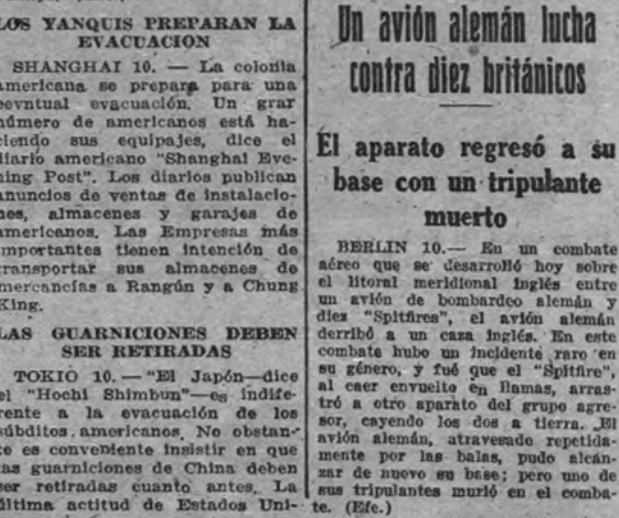 LOS YANQUIS PREPARAN LA
EVACUACION
SHANGHAI 10. — La colonia
americana se prepara para una
eevntual evacuación. Un gran
número de americanos está ha-
ciendo sus equipajes, dice el
diario americano "Shanghai Eve-
ning Post". Los diarios publican
anuncios de ventas de instalacio-
nes, almacenes y garajes de
americanos. Las Empresas más
importantes tienen intención de
transportar sus almacenes de
mercancías a Rangún y a Chung
King.
LAS GUARNICIONES DEBEN
SER RETIRADAS
TOKIO 10. — "El Japón—dice
el "Hochi Shimbun"—es indife-
rente a la evacuación de los
súbditos americanos. No obstan-
te es conveniente insistir en que
las guarniciones de China deben
ser retiradas cuanto antes. La
última actitud de Estados Uni-
Un avión alemán lucha
contra diez británicos
El aparato regresó a su
base con un tripulante
muerto
BERLIN 10.— En un combate
aéreo que se desarrolló hoy sobre
el litoral meridional inglés entre
un avión de bombardeo alemán y
diez "Spitfires", el avión alemán
derribó a un caza inglés. En este
combate hubo un incidente raro en
su género, y fué que el "Spitfire",
al caer envuelto en llamas, arras-
tró a otro aparato del grupo agre-
sor, cayendo los dos a tierra. El
avión alemán, atravesado repetida-
mente por las balas, pudo alcan-
zar de nuevo su base; pero uno de
sus tripulantes murió en el comba-
te. (Efe.)